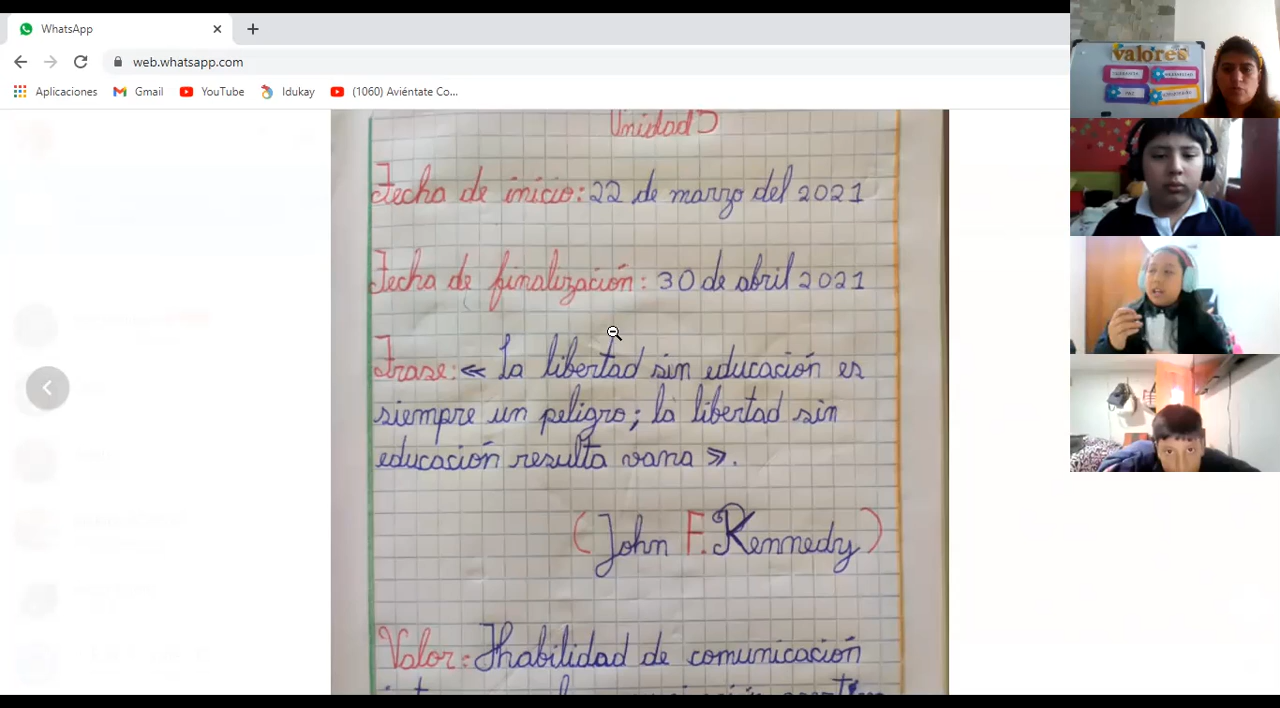 WhatsApp
web.whatsapp.com
Aplicaciones
Gmail
YouTube
Idukay
(1060) Aviéntate Co...
valores
Unidad 5
Fecha de inicio: 22 de marzo del 2021
Fecha de finalización: 30 de abril 2021
Frase: « La libertad sin educación es
siempre un peligro; la libertad sin
educación resulta vana ».
(John F. Kennedy)
Valor: Habilidad de comunicación